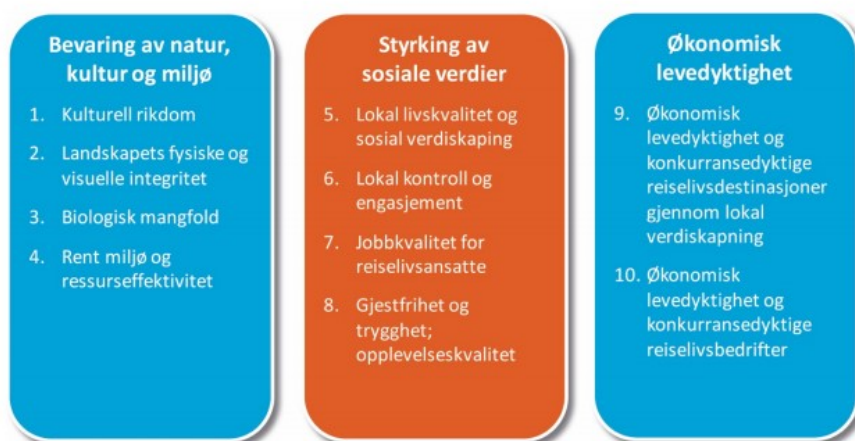 Bevaring av natur,
kultur og miljø
1. Kulturell rikdom
2. Landskapets fysiske og
visuelle integritet
3. Biologisk mangfold
4. Rent miljø og
ressurseffektivitet
Styrking av
sosiale verdier
5. Lokal livskvalitet og
sosial verdiskaping
6. Lokal kontroll og
engasjement
7. Jobbkvalitet for
reiselivsansatte
8. Gjestfrihet og
trygghet;
opplevelseskvalitet
Økonomisk
levedyktighet
9. Økonomisk
levedyktighet og
konkurransedyktige
reiselivsdestinasjoner
gjennom lokal
verdiskapning
10. Økonomisk
levedyktighet og
konkurransedyktige
reiselivsbedrifter